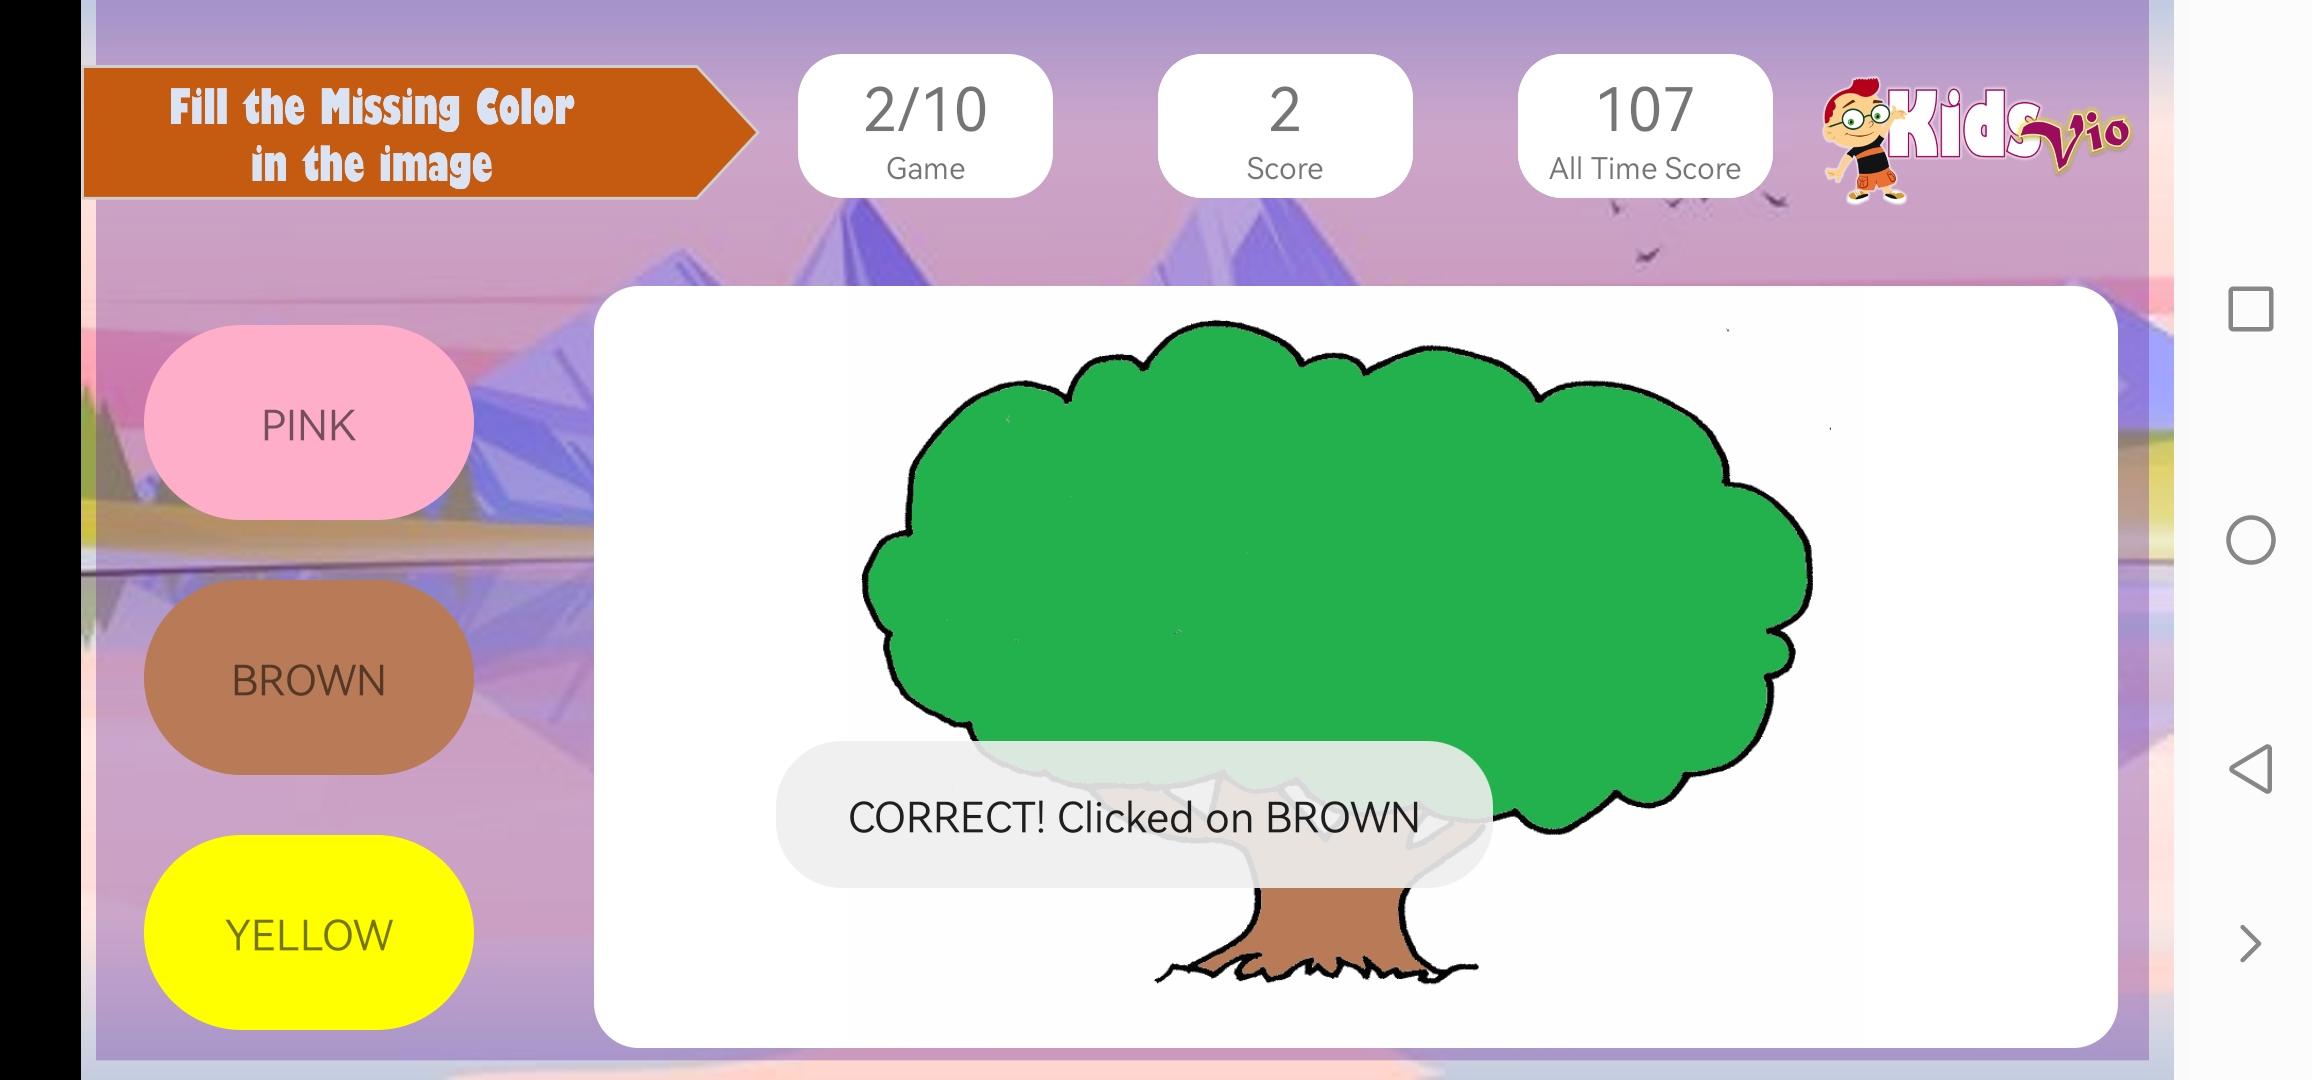 Fill the Missing Color
in the image
2/10
Game
2
Score
107
All Time Score
KidsVio
PINK
BROWN
YELLOW
CORRECT! Clicked on BROWN